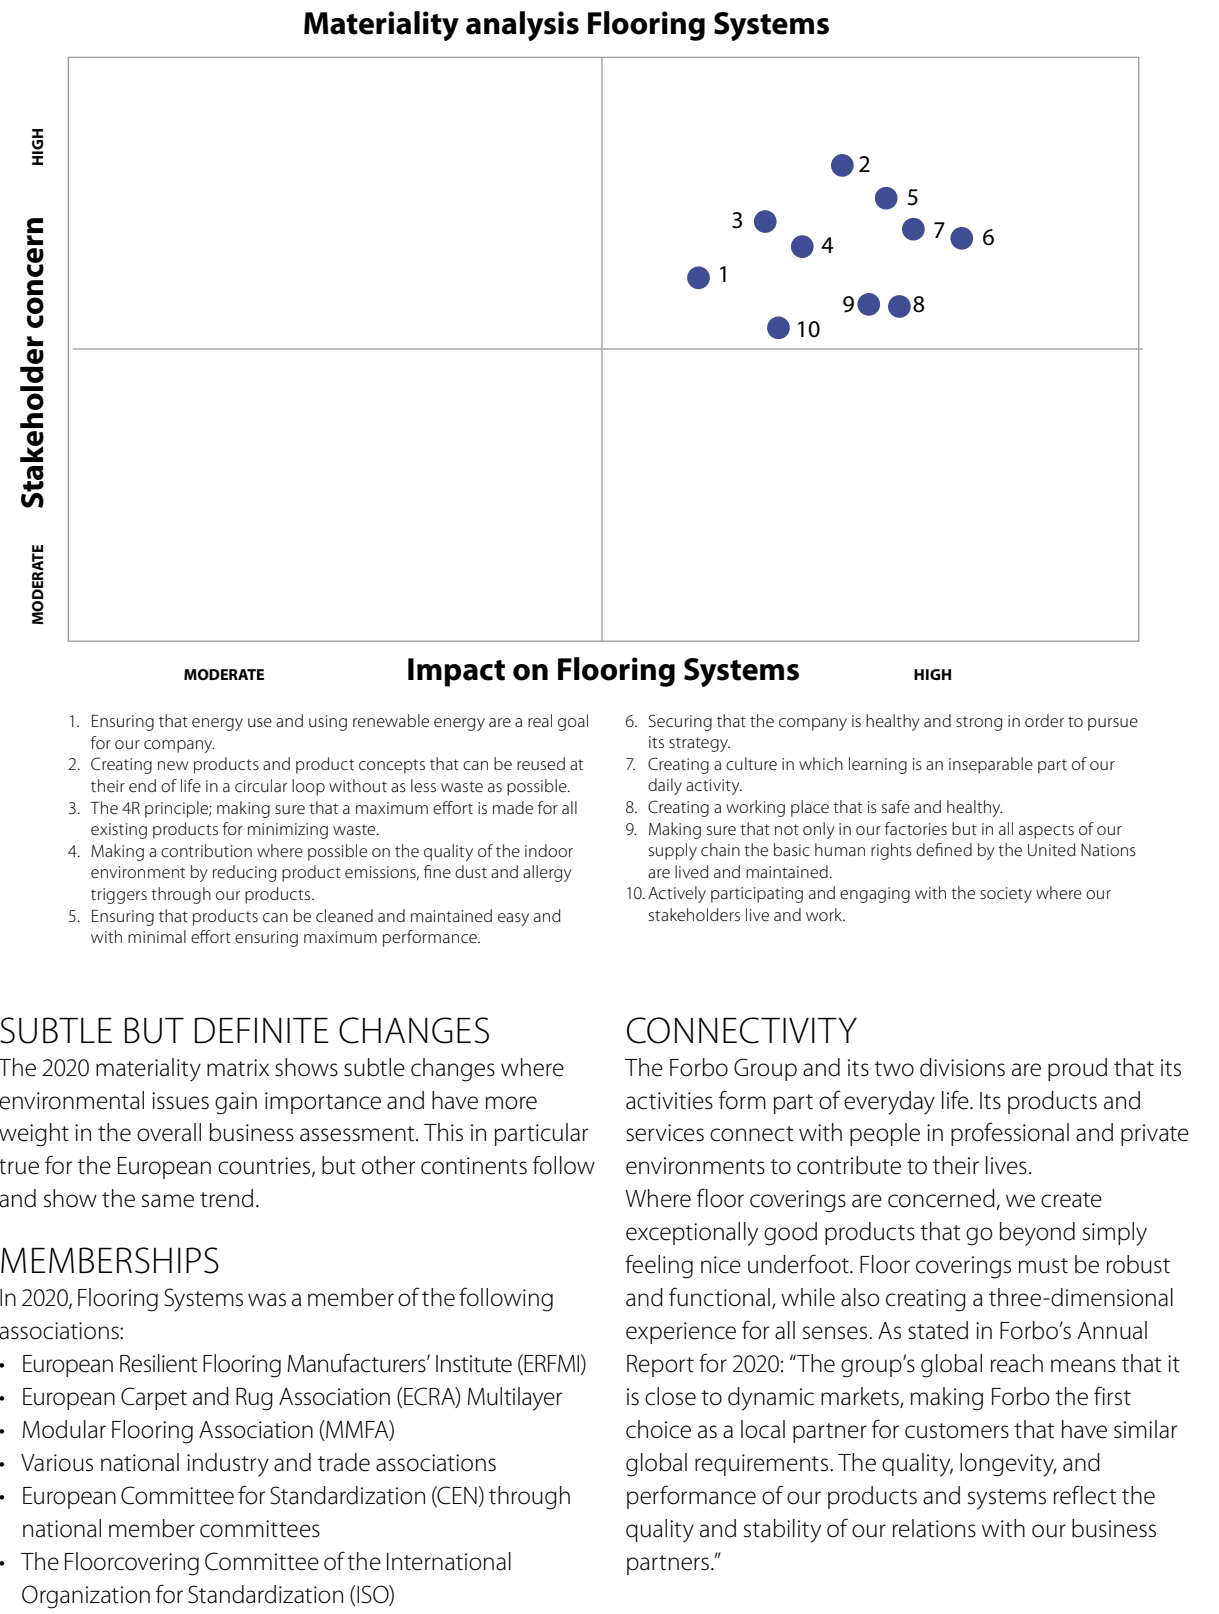 Materiality analysis Flooring Systems
HIGH
Stakeholder concern
MODERATE
2
5
3
7
6
4
1
9
8
10
MODERATE
Impact on Flooring Systems
HIGH
1. Ensuring that energy use and using renewable energy are a real goal
for our company.
2. Creating new products and product concepts that can be reused at
their end of life in a circular loop without as less waste as possible.
3. The 4R principle; making sure that a maximum effort is made for all
existing products for minimizing waste.
4. Making a contribution where possible on the quality of the indoor
environment by reducing product emissions, fine dust and allergy
triggers through our products.
5. Ensuring that products can be cleaned and maintained easy and
with minimal effort ensuring maximum performance.
6. Securing that the company is healthy and strong in order to pursue
its strategy.
7. Creating a culture in which learning is an inseparable part of our
daily activity.
8. Creating a working place that is safe and healthy.
9. Making sure that not only in our factories but in all aspects of our
supply chain the basic human rights defined by the United Nations
are lived and maintained.
10. Actively participating and engaging with the society where our
stakeholders live and work.
SUBTLE BUT DEFINITE CHANGES
The 2020 materiality matrix shows subtle changes where
environmental issues gain importance and have more
weight in the overall business assessment. This in particular
true for the European countries, but other continents follow
and show the same trend.
MEMBERSHIPS
In 2020, Flooring Systems was a member of the following
associations:
• European Resilient Flooring Manufacturers’ Institute (ERFMI)
• European Carpet and Rug Association (ECRA) Multilayer
• Modular Flooring Association (MMFA)
• Various national industry and trade associations
• European Committee for Standardization (CEN) through
national member committees
• The Floorcovering Committee of the International
Organization for Standardization (ISO)
CONNECTIVITY
The Forbo Group and its two divisions are proud that its
activities form part of everyday life. Its products and
services connect with people in professional and private
environments to contribute to their lives.
Where floor coverings are concerned, we create
exceptionally good products that go beyond simply
feeling nice underfoot. Floor coverings must be robust
and functional, while also creating a three-dimensional
experience for all senses. As stated in Forbo’s Annual
Report for 2020: “The group’s global reach means that it
is close to dynamic markets, making Forbo the first
choice as a local partner for customers that have similar
global requirements. The quality, longevity, and
performance of our products and systems reflect the
quality and stability of our relations with our business
partners.”